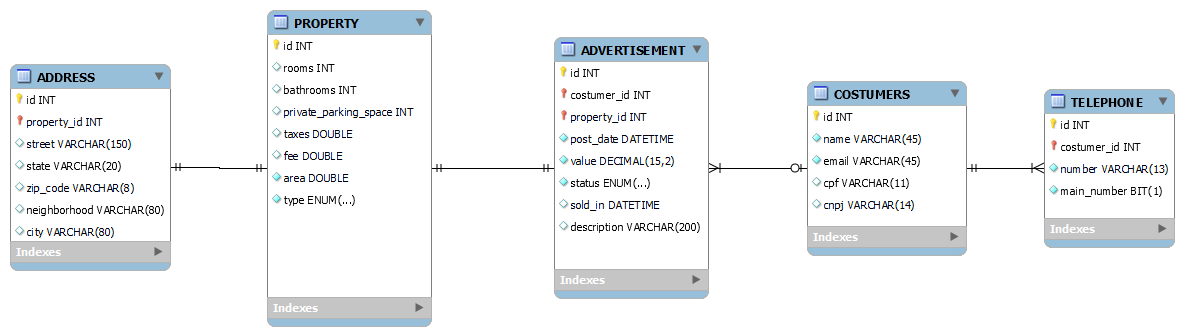 ADDRESS
id INT
property_id INT
street VARCHAR(150)
state VARCHAR(20)
zip_code VARCHAR(8)
neighborhood VARCHAR(80)
city VARCHAR(80)
Indexes
PROPERTY
id INT
rooms INT
bathrooms INT
private_parking_space INT
taxes DOUBLE
fee DOUBLE
area DOUBLE
type ENUM(...)
Indexes
ADVERTISEMENT
id INT
costumer_id INT
property_id INT
post_date DATETIME
value DECIMAL(15,2)
status ENUM(...)
sold_in DATETIME
description VARCHAR(200)
Indexes
COSTUMERS
id INT
name VARCHAR(45)
email VARCHAR(45)
cpf VARCHAR(11)
cnpj VARCHAR(14)
Indexes
TELEPHONE
id INT
costumer_id INT
number VARCHAR(13)
main_number BIT(1)
Indexes